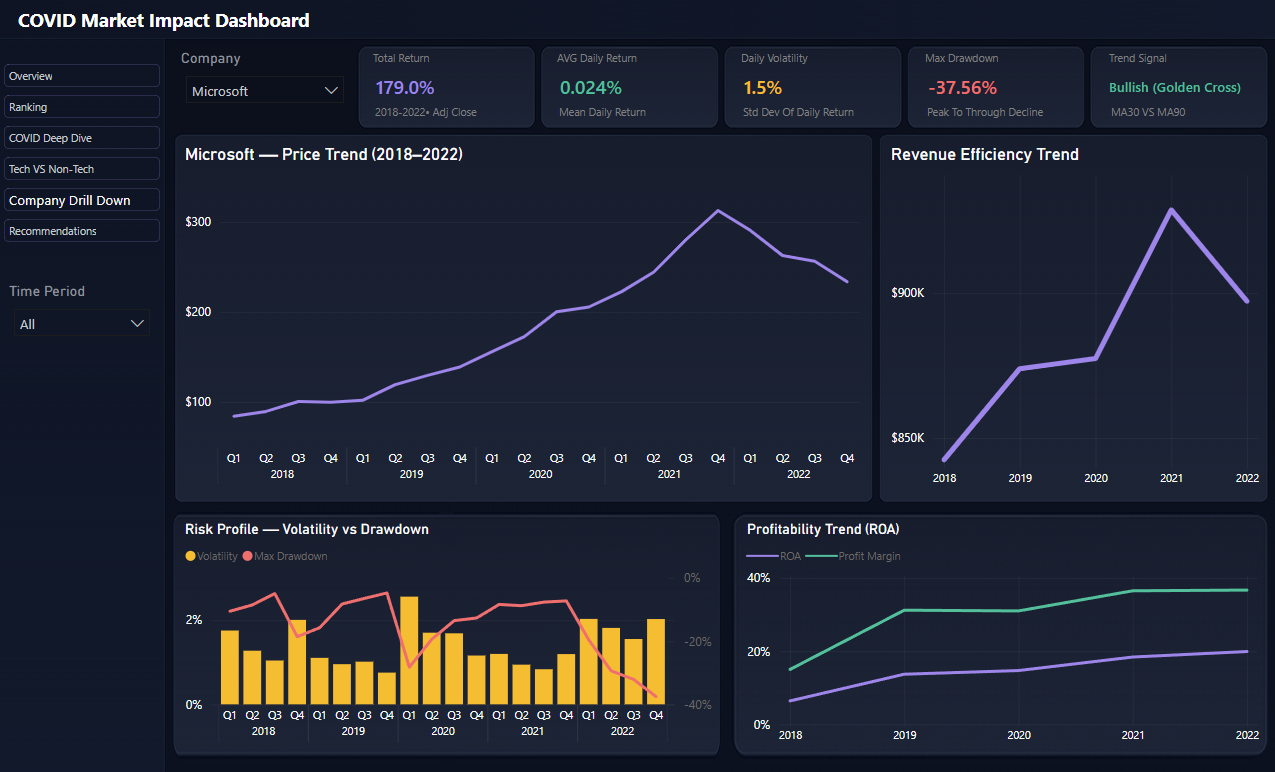 COVID Market Impact Dashboard
Overview
Ranking
COVID Deep Dive
Tech VS Non-Tech
Company Drill Down
Recommendations
Time Period
All
Company
Microsoft
Total Return
179.0%
2018-2022• Adj Close
AVG Daily Return
0.024%
Mean Daily Return
Daily Volatility
1.5%
Std Dev Of Daily Return
Max Drawdown
-37.56%
Peak To Through Decline
Trend Signal
Bullish (Golden Cross)
MA30 VS MA90
Microsoft — Price Trend (2018–2022)
$300
$200
$100
Q1 Q2 Q3 Q4 Q1 Q2 Q3 Q4 Q1 Q2 Q3 Q4 Q1 Q2 Q3 Q4 Q1 Q2 Q3 Q4
2018 2019 2020 2021 2022
Revenue Efficiency Trend
$900K
$850K
2018 2019 2020 2021 2022
Risk Profile — Volatility vs Drawdown
Volatility Max Drawdown
0%
2%
-20%
0% -40%
Q1 Q2 Q3 Q4 Q1 Q2 Q3 Q4 Q1 Q2 Q3 Q4 Q1 Q2 Q3 Q4 Q1 Q2 Q3 Q4
2018 2019 2020 2021 2022
Profitability Trend (ROA)
ROA Profit Margin
40%
20%
0%
2018 2019 2020 2021 2022